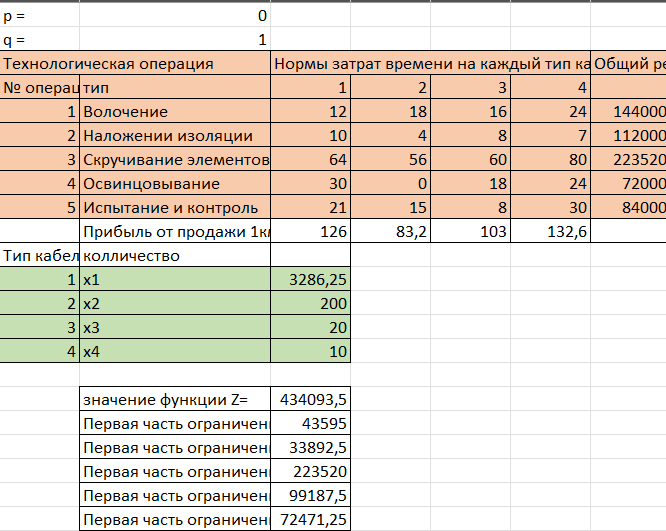 p = 0
q = 1
Технологическая операция Нормы затрат времени на каждый тип ка Общий ре
№ операц тип 1 2 3 4
1 Волочение 12 18 16 24 144000
2 Наложении изоляции 10 4 8 7 112000
3 Скручивание элементов 64 56 60 80 223520
4 Освинцовывание 30 0 18 24 72000
5 Испытание и контроль 21 15 8 30 84000
Прибыль от продажи 1км 126 83,2 103 132,6
Тип кабел колличество
1 x1 3286,25
2 x2 200
3 x3 20
4 x4 10
значение функции Z= 434093,5
Первая часть ограничен 43595
Первая часть ограничен 33892,5
Первая часть ограничен 223520
Первая часть ограничен 99187,5
Первая часть ограничен 72471,25